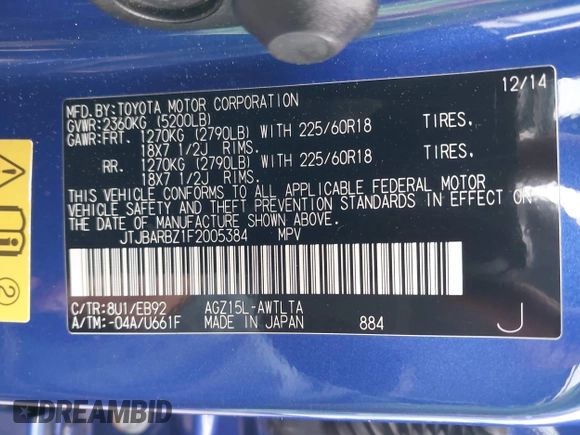 12/14
MFD.BY:TOYOTA MOTOR CORPORATION
GVWR:2360KG (5200LB)
GAWR:FRT. 1270KG (2790LB) WITH 225/60R18 TIRES,
18X7 1/2J RIMS.
RR. 1270KG (2790LB) WITH 225/60R18 TIRES,
18X7 1/2J RIMS.
THIS VEHICLE CONFORMS TO ALL APPLICABLE FEDERAL MOTOR
VEHICLE SAFETY AND THEFT PREVENTION STANDARDS IN EFFECT ON
THE DATE OF MANUFACTURE SHOWN ABOVE.
JTJBARBZ1F2005384 MPV
C/TR:8U1/EB92 AGZ15L-AWTLTA
A/TM:-04A/U661F MADE IN JAPAN 884 J
2
DREAMBID